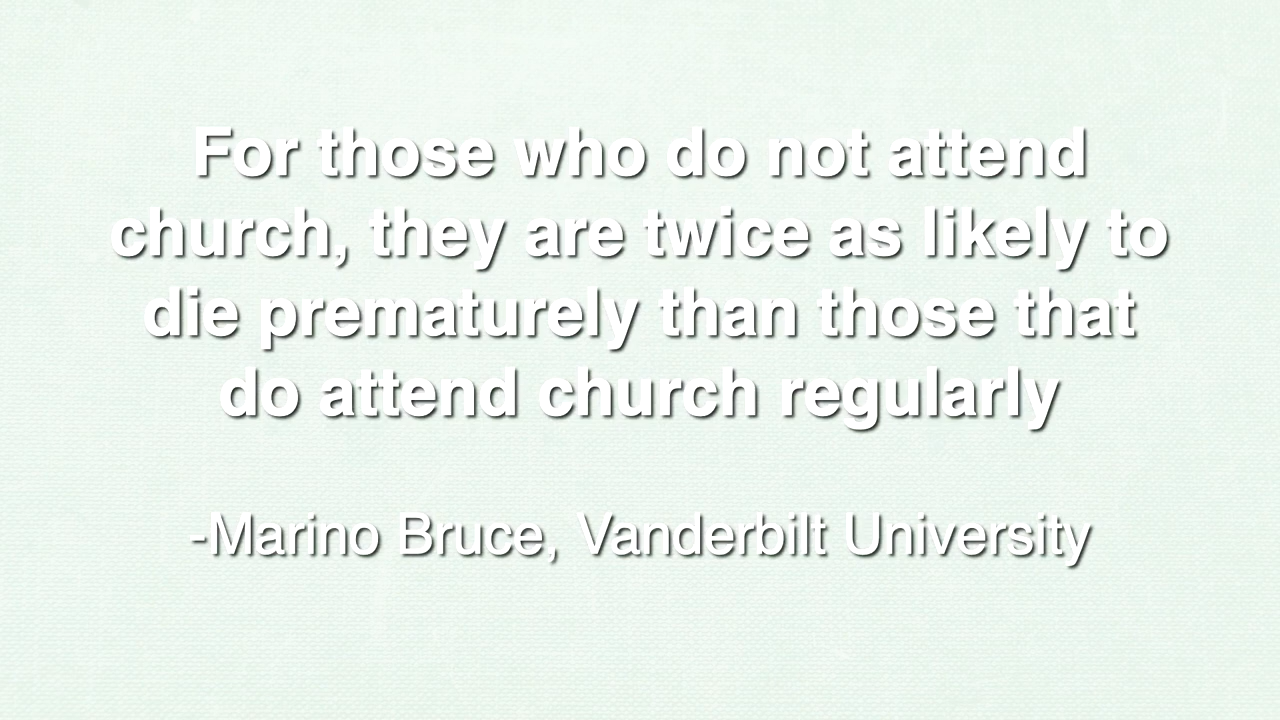 For those who do not attend
church, they are twice as likely to
die prematurely than those that
do attend church regularly
-Marino Bruce, Vanderbilt University